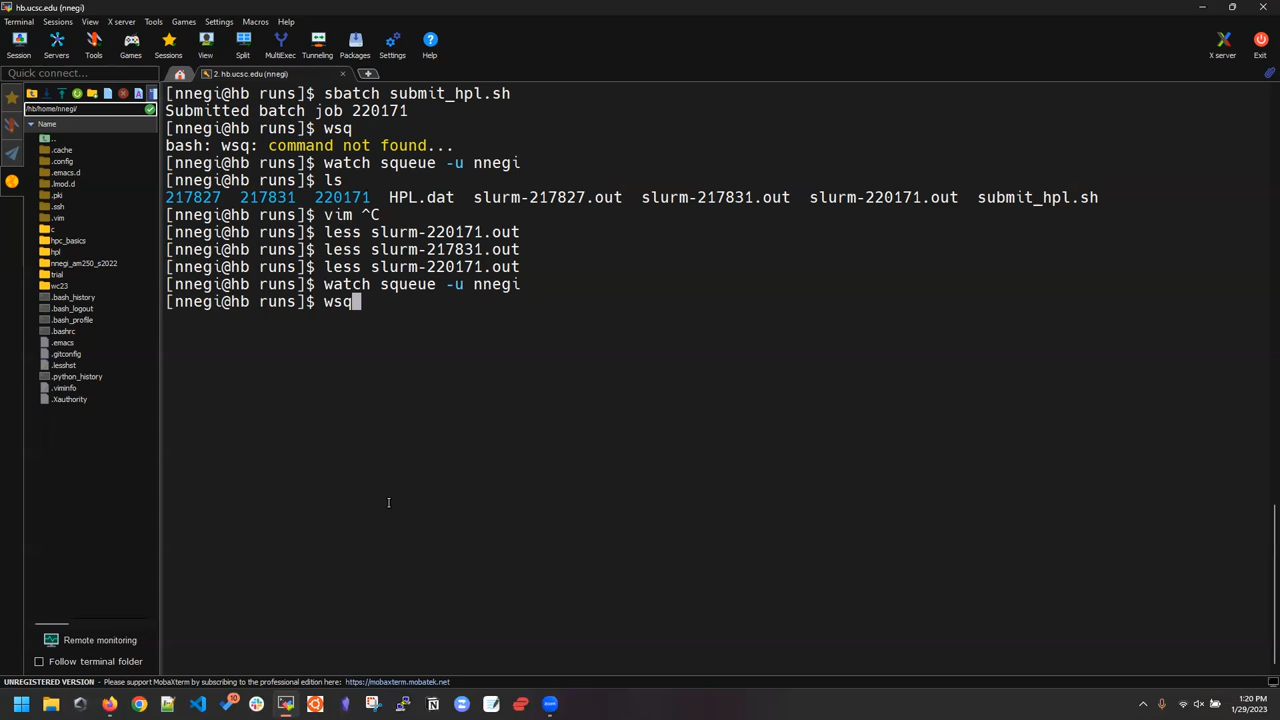 hb.ucsc.edu (nnegi)
Terminal Sessions View X server Tools Games Settings Macros Help
Session Servers Tools Games Sessions View Split MultiExec Tunneling Packages Settings Help X server Exit
Quick connect...
2. hb.ucsc.edu (nnegi)
/hb/home/nnegi/
Name
..
.cache
.config
.emacs.d
.lmod.d
.pki
.ssh
.vim
c
hpc_basics
hpl
nnegi_am250_s2022
trial
wc23
.bash_history
.bash_logout
.bash_profile
.bashrc
.emacs
.gitconfig
.lesshst
.python_history
.viminfo
.Xauthority
Remote monitoring
Follow terminal folder
[nnegi@hb runs]$ sbatch submit_hpl.sh
Submitted batch job 220171
[nnegi@hb runs]$ wsq
bash: wsq: command not found...
[nnegi@hb runs]$ watch squeue -u nnegi
[nnegi@hb runs]$ ls
217827 217831 220171 HPL.dat slurm-217827.out slurm-217831.out slurm-220171.out submit_hpl.sh
[nnegi@hb runs]$ vim ^C
[nnegi@hb runs]$ less slurm-220171.out
[nnegi@hb runs]$ less slurm-217831.out
[nnegi@hb runs]$ less slurm-220171.out
[nnegi@hb runs]$ watch squeue -u nnegi
[nnegi@hb runs]$ wsq
UNREGISTERED VERSION - Please support MobaXterm by subscribing to the professional edition here: https://mobaxterm.mobatek.net
10
zoom
1:20 PM
1/29/2023